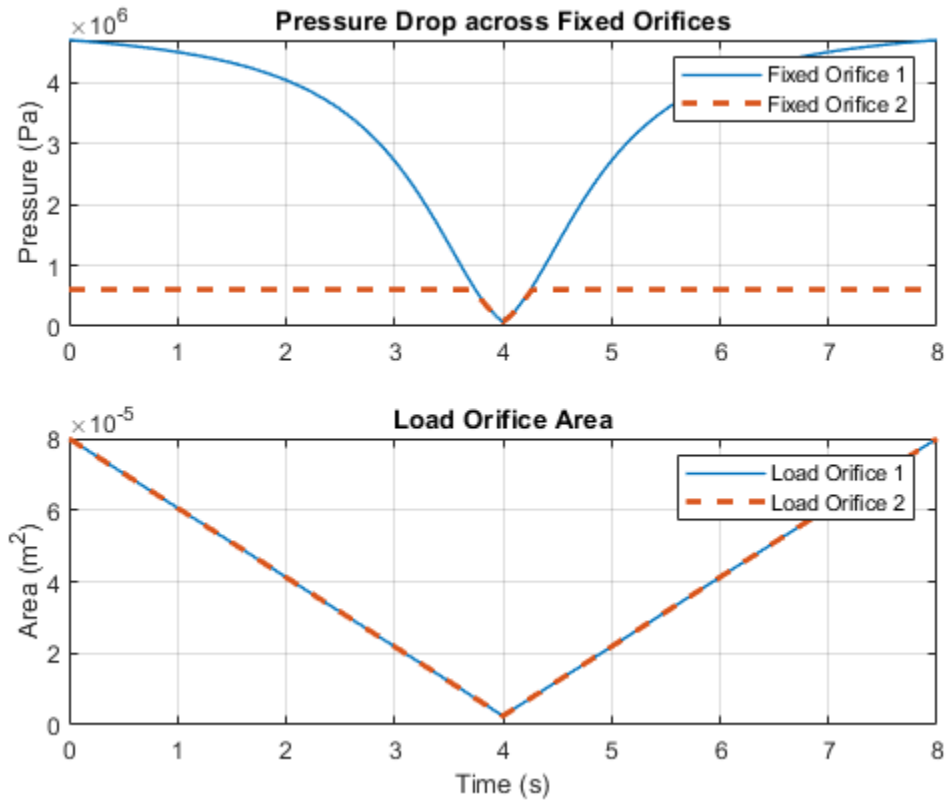 Pressure Drop across Fixed Orifices
×10^6
Pressure (Pa)
4
3
2
1
0
Fixed Orifice 1
Fixed Orifice 2
0 1 2 3 4 5 6 7 8
Load Orifice Area
×10^-5
Area (m²)
8
6
4
2
0
Load Orifice 1
Load Orifice 2
0 1 2 3 4 5 6 7 8
Time (s)